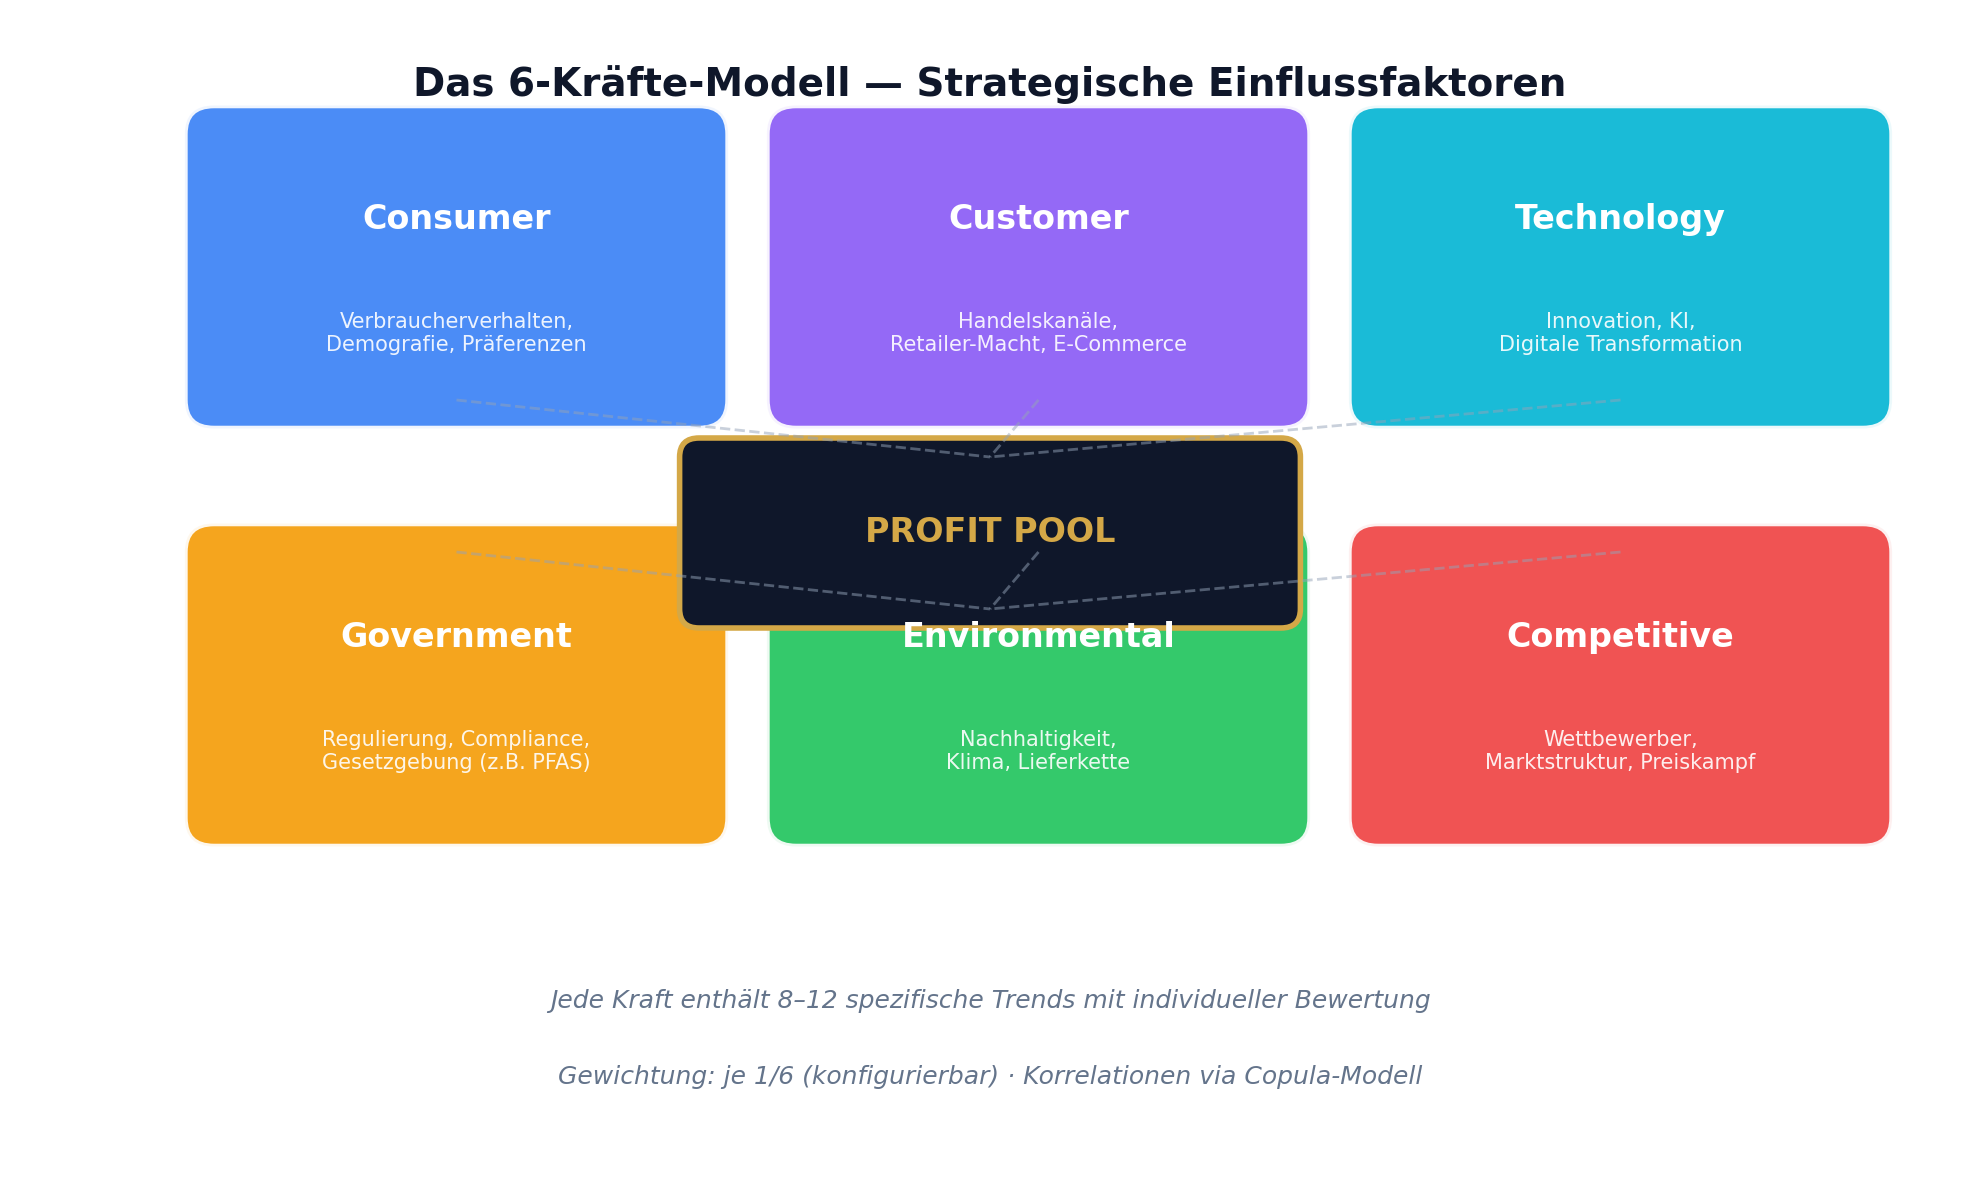 Das 6-Kräfte-Modell — Strategische Einflussfaktoren
Consumer
Verbraucherverhalten,
Demografie, Präferenzen
Customer
Handelskanäle,
Retailer-Macht, E-Commerce
Technology
Innovation, KI,
Digitale Transformation
PROFIT POOL
Government
Regulierung, Compliance,
Gesetzgebung (z.B. PFAS)
Environmental
Nachhaltigkeit,
Klima, Lieferkette
Competitive
Wettbewerber,
Marktstruktur, Preiskampf
Jede Kraft enthält 8–12 spezifische Trends mit individueller Bewertung
Gewichtung: je 1/6 (konfigurierbar) · Korrelationen via Copula-Modell